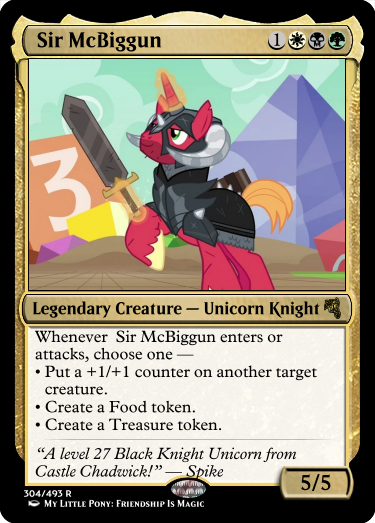 Sir McBiggun 1
3
Legendary Creature — Unicorn Knight
Whenever  Sir McBiggun enters or
attacks, choose one —
• Put a +1/+1 counter on another target
creature.
• Create a Food token.
• Create a Treasure token.
“A level 27 Black Knight Unicorn from
Castle Chadwick!” — Spike
5/5
304/493 R
My Little Pony: Friendship Is Magic